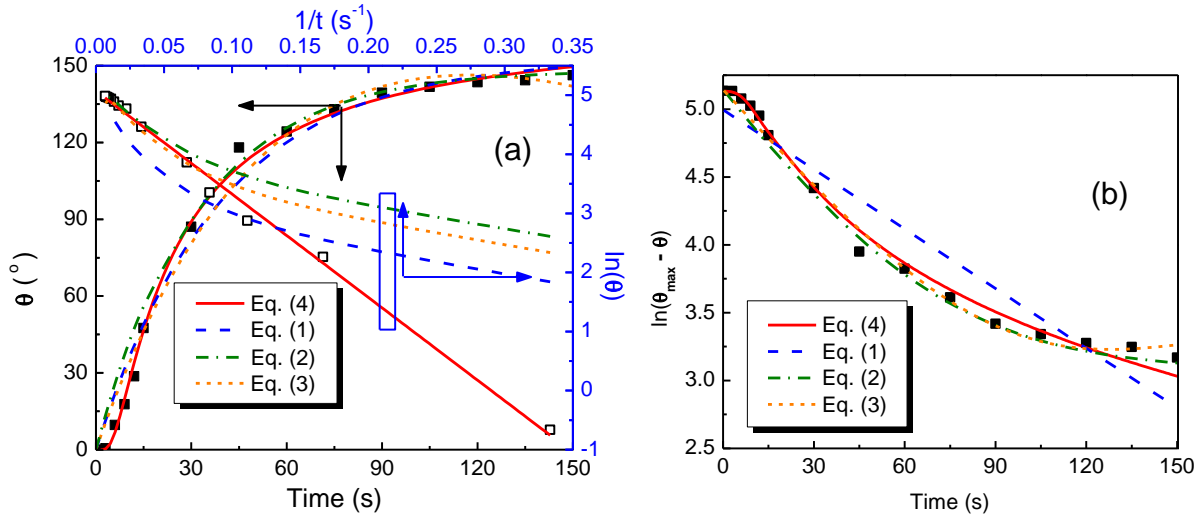 1/t (s⁻¹)
0.00 0.05 0.10 0.15 0.20 0.25 0.30 0.35
150
120
90
60
30
0
θ ( ° )
(a)
Eq. (4)
Eq. (1)
Eq. (2)
Eq. (3)
5
4
3
2
1
0
-1
ln(θ)
0 30 60 90 120 150
Time (s)
5.0
4.5
4.0
3.5
3.0
2.5
ln(θmax - θ)
(b)
Eq. (4)
Eq. (1)
Eq. (2)
Eq. (3)
0 30 60 90 120 150
Time (s)